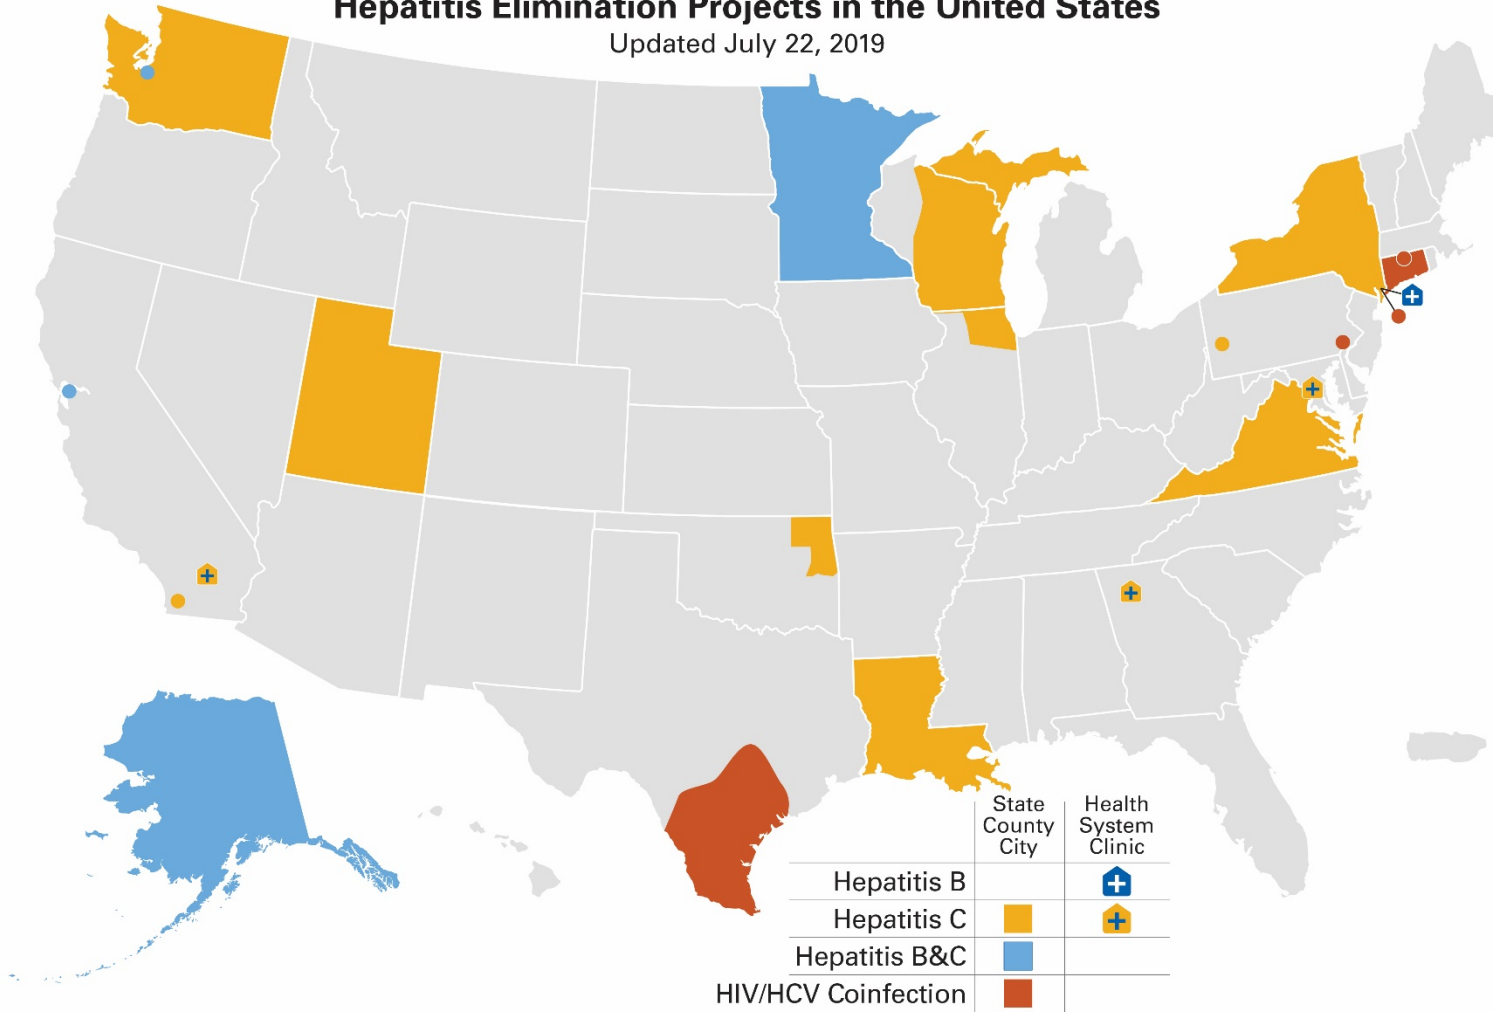 Hepatitis Elimination Projects in the United States
Updated July 22, 2019
State
County
City
Health
System
Clinic
Hepatitis B
Hepatitis C
Hepatitis B&C
HIV/HCV Coinfection